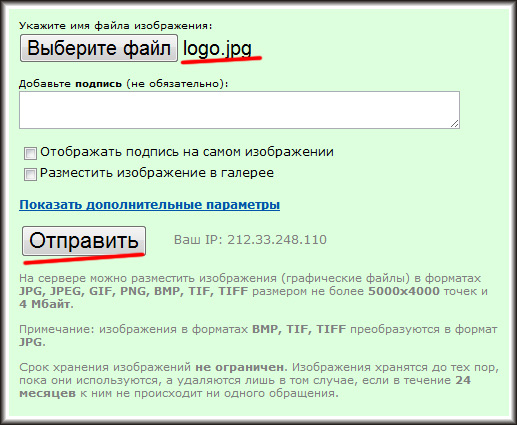 Укажите имя файла изображения:
Выберите файл logo.jpg
Добавьте подпись (не обязательно):
Отображать подпись на самом изображении
Разместить изображение в галерее
Показать дополнительные параметры
Отправить Ваш IP: 212.33.248.110
На сервере можно разместить изображения (графические файлы) в форматах
JPG, JPEG, GIF, PNG, BMP, TIF, TIFF размером не более 5000x4000 точек и
4 Мбайт.
Примечание: изображения в форматах BMP, TIF, TIFF преобразуются в формат
JPG.
Срок хранения изображений не ограничен. Изображения хранятся до тех пор,
пока они используются, а удаляются лишь в том случае, если в течение 24
месяцев к ним не происходит ни одного обращения.